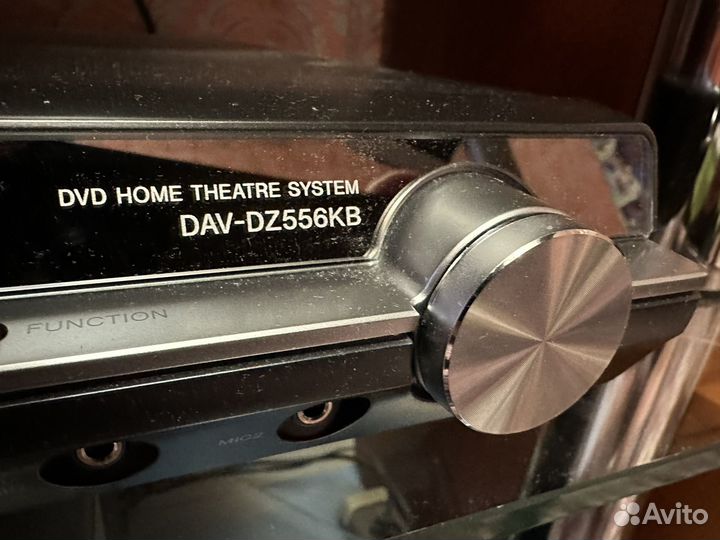 DVD HOME THEATRE SYSTEM
DAV-DZ556KB
FUNCTION
MIC2
Avito